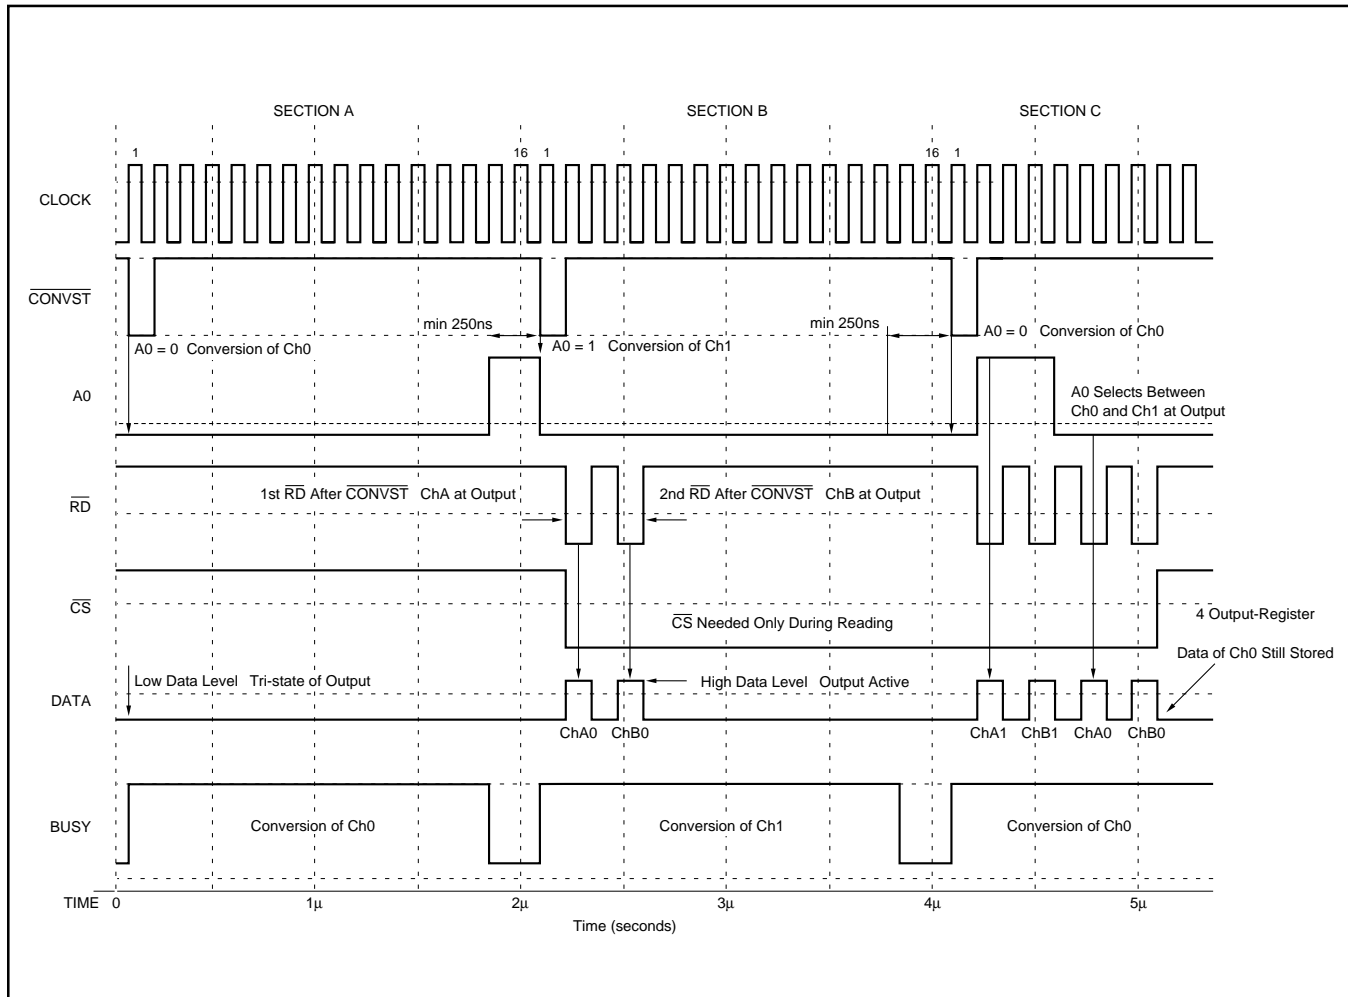 SECTION A SECTION B SECTION C
1 16 1 16 1
CLOCK
CONVST
min 250ns min 250ns
A0 = 0 Conversion of Ch0 A0 = 1 Conversion of Ch1 A0 = 0 Conversion of Ch0
A0
A0 Selects Between
Ch0 and Ch1 at Output
1st RD After CONVST ChA at Output 2nd RD After CONVST ChB at Output
RD
CS
CS Needed Only During Reading
4 Output-Register
Data of Ch0 Still Stored
Low Data Level Tri-state of Output High Data Level Output Active
DATA
ChA0 ChB0 ChA1 ChB1 ChA0 ChB0
BUSY Conversion of Ch0 Conversion of Ch1 Conversion of Ch0
TIME 0 1µ 2µ 3µ 4µ 5µ
Time (seconds)